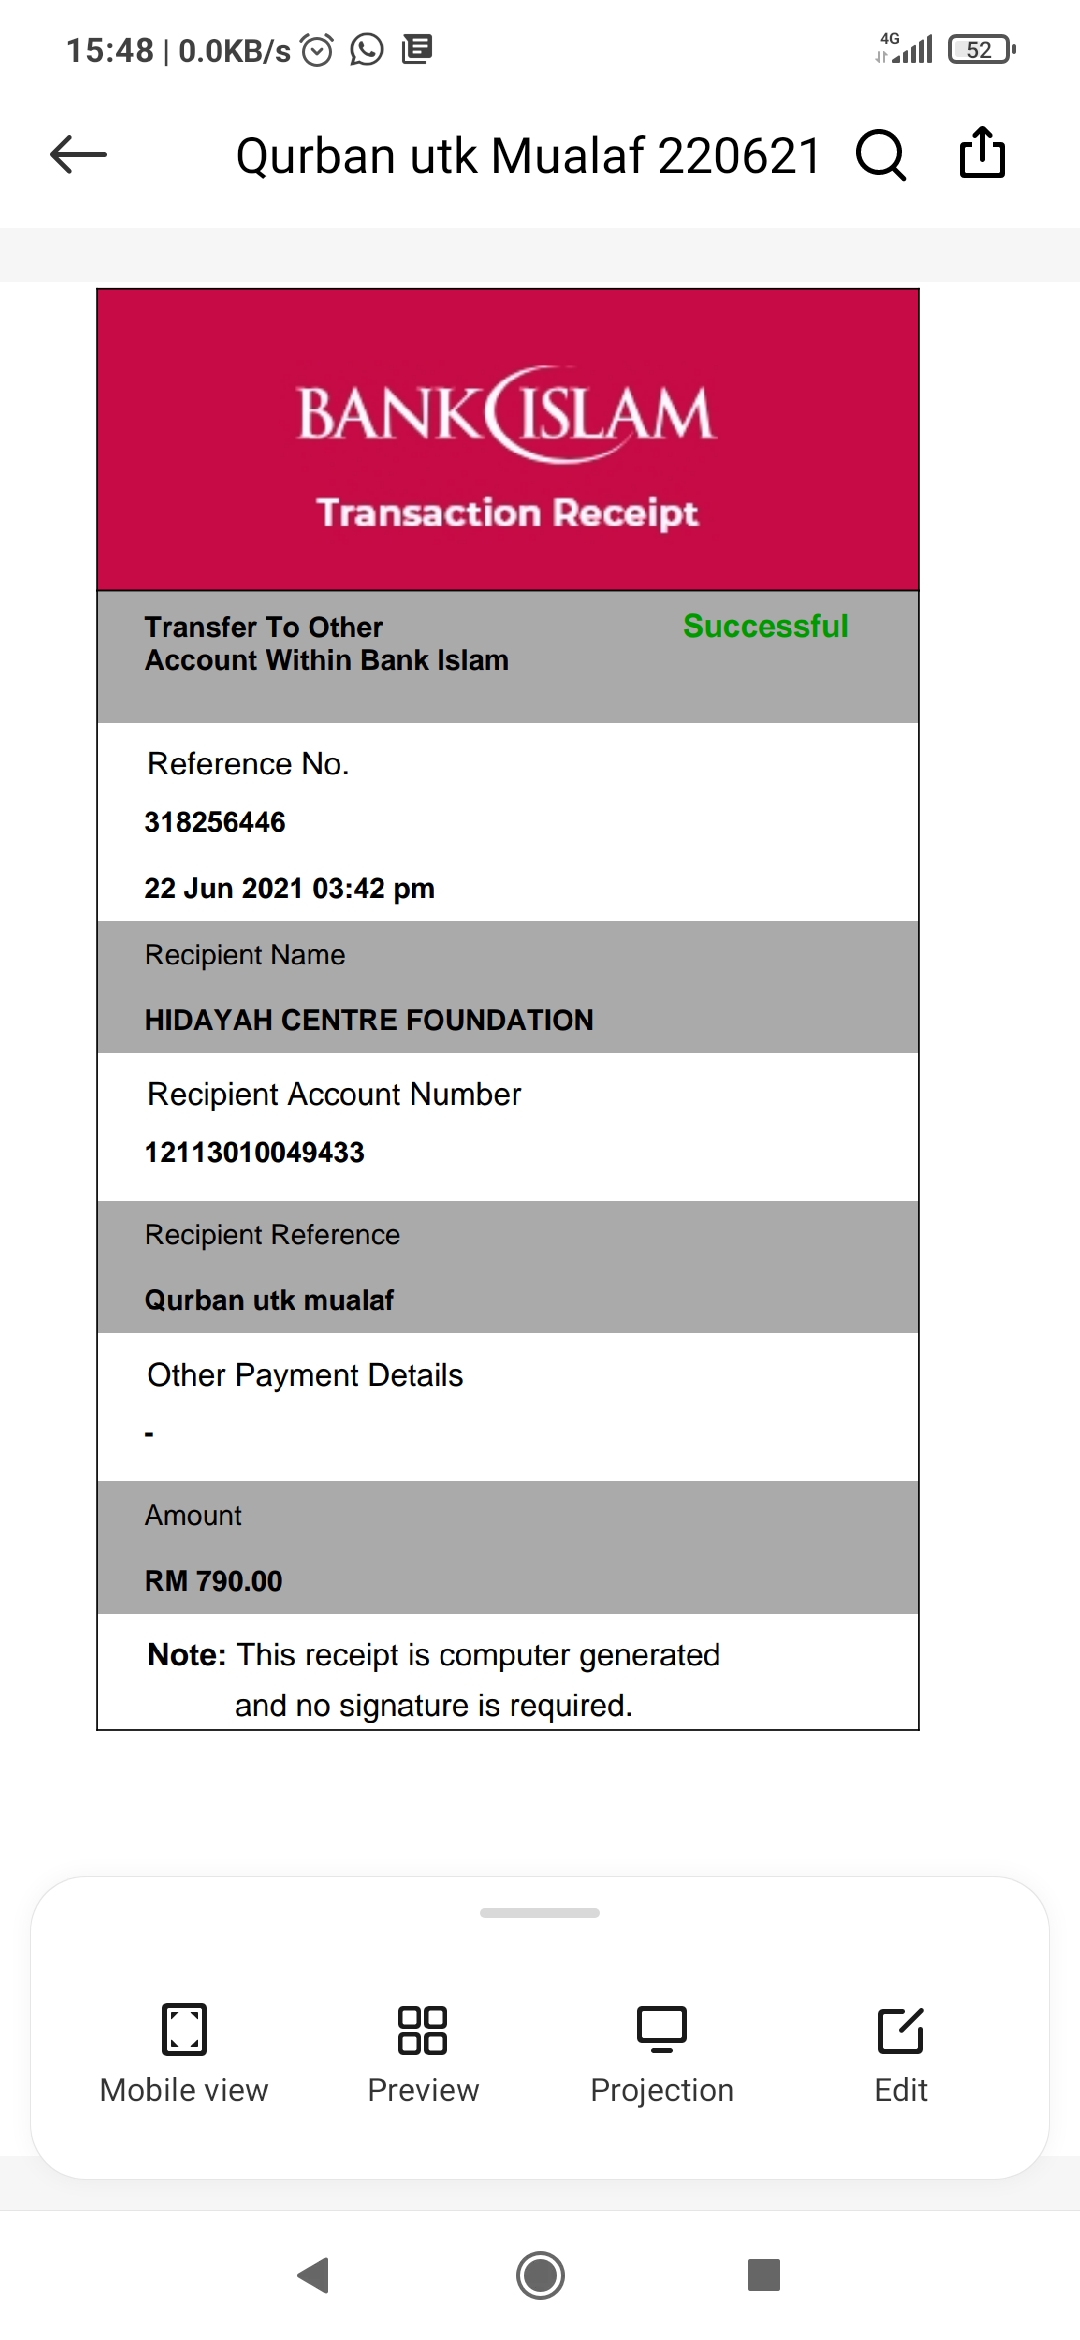 15:48 | 0.0KB/s 4G 52
Qurban utk Mualaf 220621
BANK ISLAM
Transaction Receipt
Transfer To Other Successful
Account Within Bank Islam
Reference No.
318256446
22 Jun 2021 03:42 pm
Recipient Name
HIDAYAH CENTRE FOUNDATION
Recipient Account Number
12113010049433
Recipient Reference
Qurban utk mualaf
Other Payment Details
-
Amount
RM 790.00
Note: This receipt is computer generated
and no signature is required.
Mobile view Preview Projection Edit